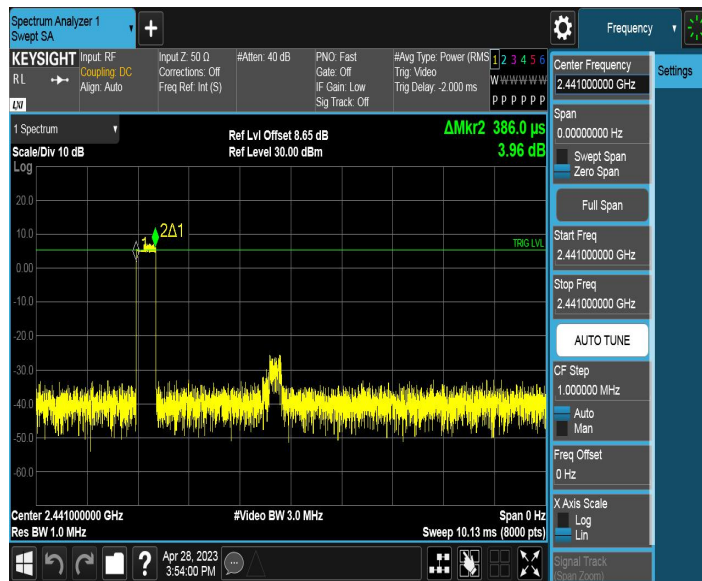 Spectrum Analyzer 1
Swept SA
+
Frequency
KEYSIGHT
RL
LXI
Input: RF
Coupling: DC
Align: Auto
Input Z: 50 Ω
Corrections: Off
Freq Ref: Int (S)
#Atten: 40 dB
PNO: Fast
Gate: Off
IF Gain: Low
Sig Track: Off
#Avg Type: Power (RMS
Trig: Video
Trig Delay: -2.000 ms
1 2 3 4 5 6
W W W W W W
P P P P P P
1 Spectrum
Scale/Div 10 dB
Log
Ref Lvl Offset 8.65 dB
Ref Level 30.00 dBm
ΔMkr2 386.0 µs
3.96 dB
20.0
10.0
0.00
-10.0
-20.0
-30.0
-40.0
-50.0
-60.0
1
2Δ1
TRIG LVL
Center 2.441000000 GHz
Res BW 1.0 MHz
#Video BW 3.0 MHz
Span 0 Hz
Sweep 10.13 ms (8000 pts)
?
Apr 28, 2023
3:54:00 PM
Center Frequency
2.441000000 GHz
Span
0.00000000 Hz
Swept Span
Zero Span
Full Span
Start Freq
2.441000000 GHz
Stop Freq
2.441000000 GHz
AUTO TUNE
CF Step
1.000000 MHz
Auto
Man
Freq Offset
0 Hz
X Axis Scale
Log
Lin
Signal Track
(Span Zoom)
Settings